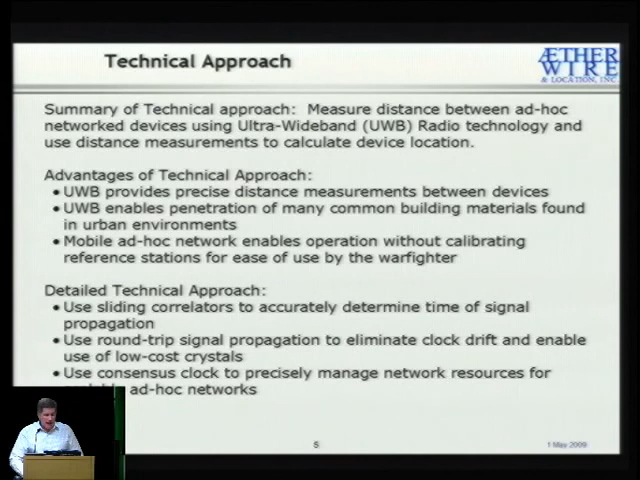 Technical Approach
ÆTHER
WIRE
& LOCATION, INC.
Summary of Technical approach: Measure distance between ad-hoc
networked devices using Ultra-Wideband (UWB) Radio technology and
use distance measurements to calculate device location.
Advantages of Technical Approach:
• UWB provides precise distance measurements between devices
• UWB enables penetration of many common building materials found
in urban environments
• Mobile ad-hoc network enables operation without calibrating
reference stations for ease of use by the warfighter
Detailed Technical Approach:
• Use sliding correlators to accurately determine time of signal
propagation
• Use round-trip signal propagation to eliminate clock drift and enable
use of low-cost crystals
• Use consensus clock to precisely manage network resources for
ad-hoc networks
5
1 May 2009